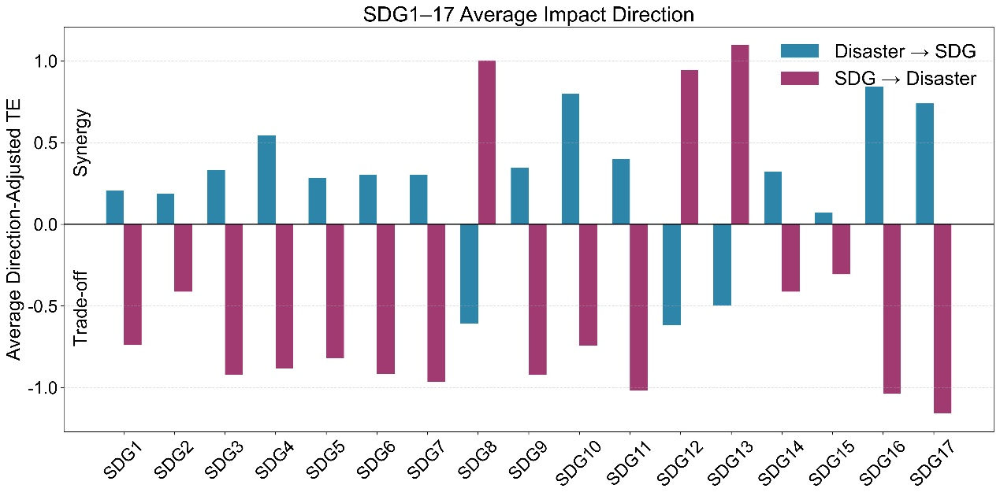 SDG1–17 Average Impact Direction
Disaster → SDG
SDG → Disaster
Average Direction-Adjusted TE
Synergy
Trade-off
1.0
0.5
0.0
-0.5
-1.0
SDG1
SDG2
SDG3
SDG4
SDG5
SDG6
SDG7
SDG8
SDG9
SDG10
SDG11
SDG12
SDG13
SDG14
SDG15
SDG16
SDG17